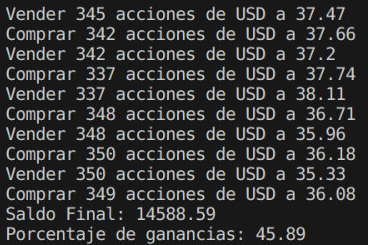 Vender 345 acciones de USD a 37.47
Comprar 342 acciones de USD a 37.66
Vender 342 acciones de USD a 37.2
Comprar 337 acciones de USD a 37.74
Vender 337 acciones de USD a 38.11
Comprar 348 acciones de USD a 36.71
Vender 348 acciones de USD a 35.96
Comprar 350 acciones de USD a 36.18
Vender 350 acciones de USD a 35.33
Comprar 349 acciones de USD a 36.08
Saldo Final: 14588.59
Porcentaje de ganancias: 45.89